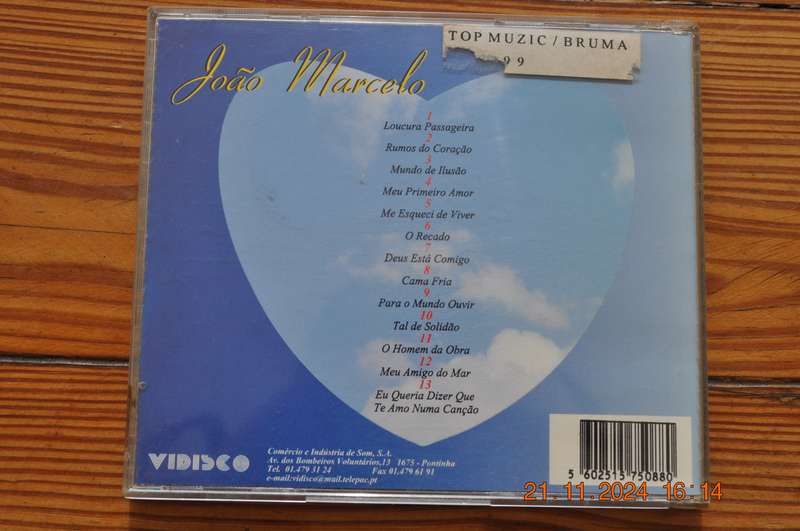 TOP MUZIC / BRUMA
99
João Marcelo
1
Loucura Passageira
2
Rumos do Coração
3
Mundo de Ilusão
4
Meu Primeiro Amor
5
Me Esqueci de Viver
6
O Recado
7
Deus Está Comigo
8
Cama Fria
9
Para o Mundo Ouvir
10
Tal de Solidão
11
O Homem da Obra
12
Meu Amigo do Mar
13
Eu Queria Dizer Que
Te Amo Numa Canção
VIDISCO
Comércio e Indústria de Som, S.A.
Av. dos Bombeiros Voluntários,13 1675 - Pontinha
Tel. 01.479 31 24 Fax 01.479 61 91
e-mail:vidisco@mail.telepac.pt
5 602515 750880
21.11.2024 16:14